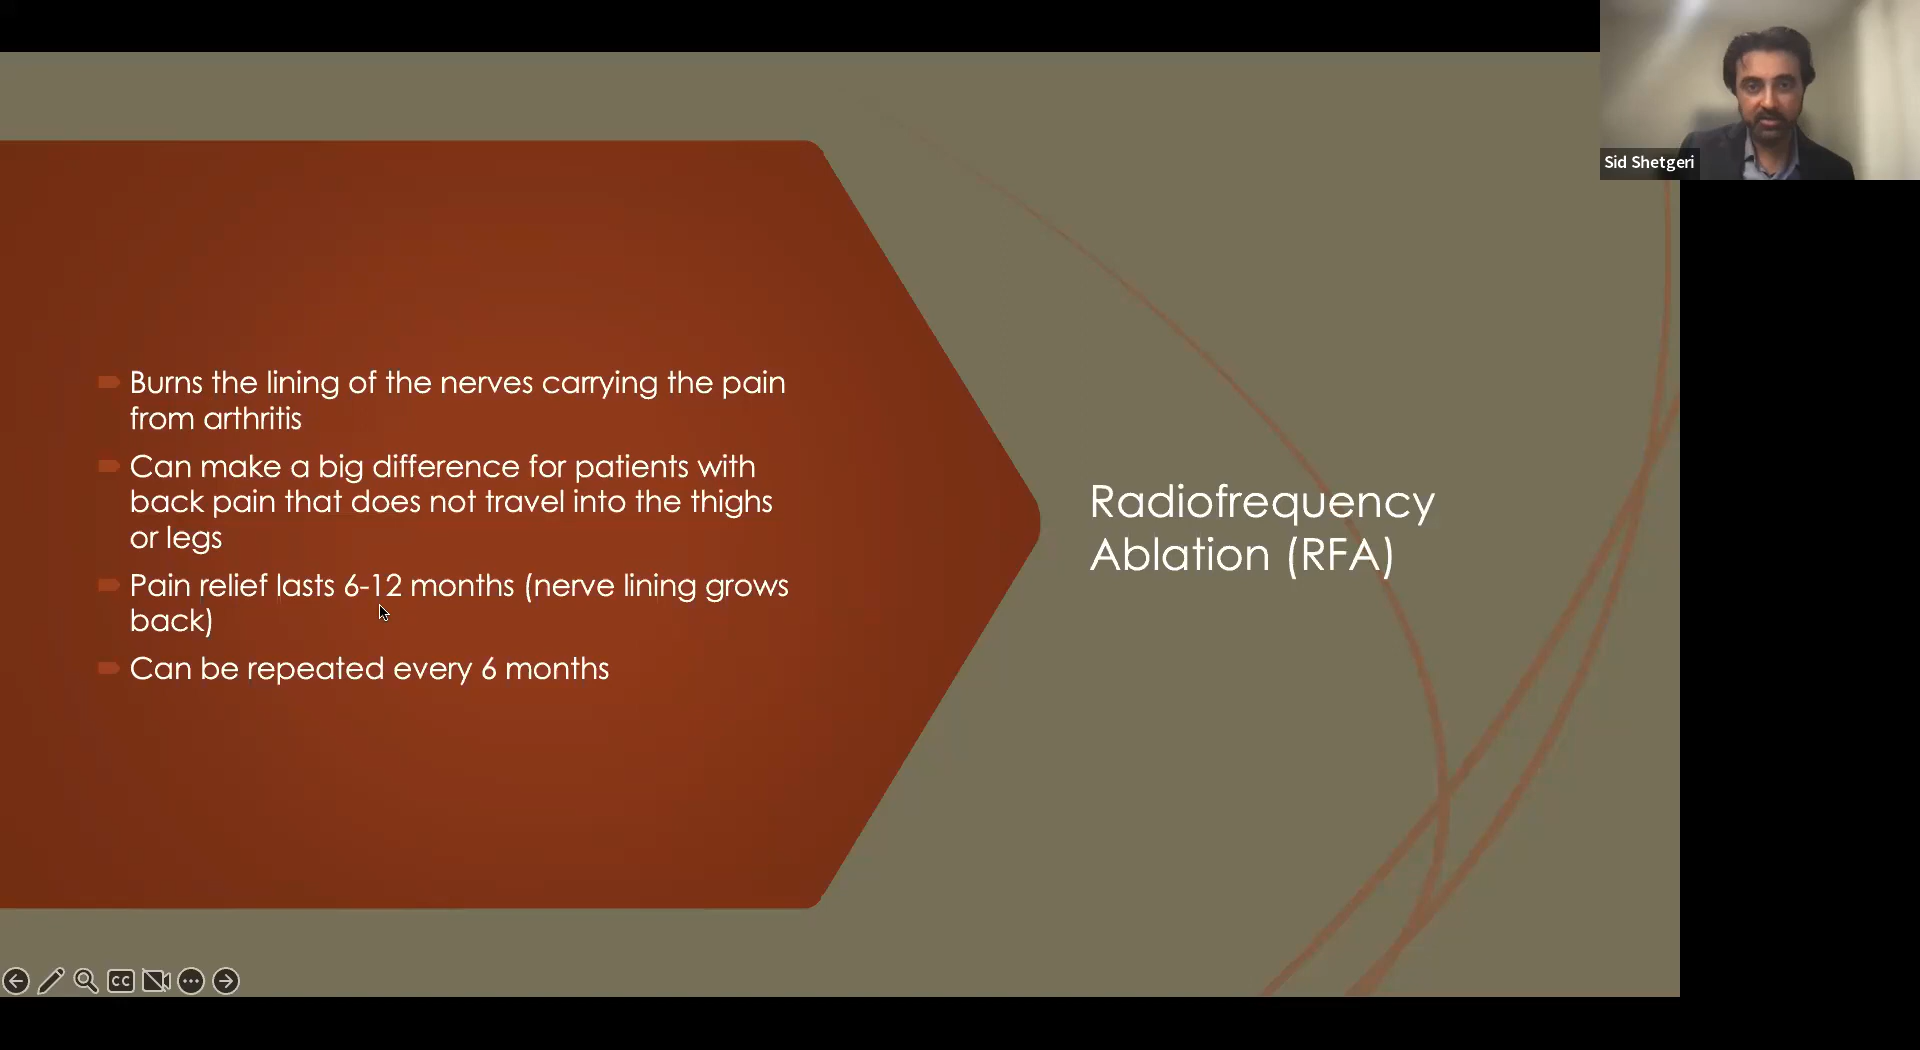 Sid Shetgeri
Burns the lining of the nerves carrying the pain
from arthritis
Can make a big difference for patients with
back pain that does not travel into the thighs
or legs
Pain relief lasts 6-12 months (nerve lining grows
back)
Can be repeated every 6 months
Radiofrequency
Ablation (RFA)
CC